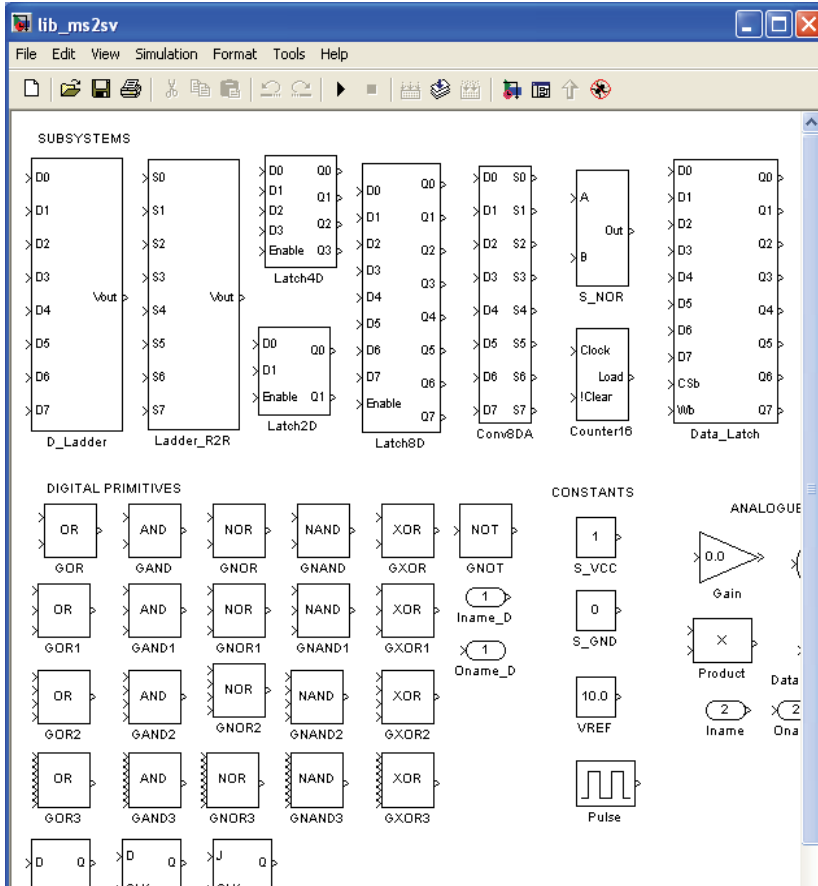 lib_ms2sv
File Edit View Simulation Format Tools Help
SUBSYSTEMS
D0
D1
D2
D3
D4
D5
D6
D7
Vout
D_Ladder
S0
S1
S2
S3
S4
S5
S6
S7
Vout
Ladder_R2R
D0 Q0
D1 Q1
D2 Q2
D3
Enable Q3
Latch4D
D0 Q0
D1
Enable Q1
Latch2D
D0 Q0
D1 Q1
D2 Q2
D3 Q3
D4 Q4
D5 Q5
D6 Q6
D7
Enable Q7
Latch8D
D0 S0
D1 S1
D2 S2
D3 S3
D4 S4
D5 S5
D6 S6
D7 S7
Conv8DA
A
Out
B
S_NOR
Clock
Load
!Clear
Counter16
D0 Q0
D1 Q1
D2
D3 Q2
D4 Q3
D5 Q4
D6 Q5
D7
CSb Q6
Wb Q7
Data_Latch
DIGITAL PRIMITIVES
OR AND NOR NAND XOR NOT
GOR GAND GNOR GNAND GXOR GNOT
OR AND NOR NAND XOR
GOR1 GAND1 GNOR1 GNAND1 GXOR1
1
Iname_D
1
Oname_D
OR AND NOR NAND XOR
GOR2 GAND2 GNOR2 GNAND2 GXOR2
OR AND NOR NAND XOR
GOR3 GAND3 GNOR3 GNAND3 GXOR3
D Q D Q J Q
CONSTANTS
1
S_VCC
0
S_GND
10.0
VREF
Pulse
ANALOGUE
0.0
Gain
×
Product
Data
2
Iname
2
Ona